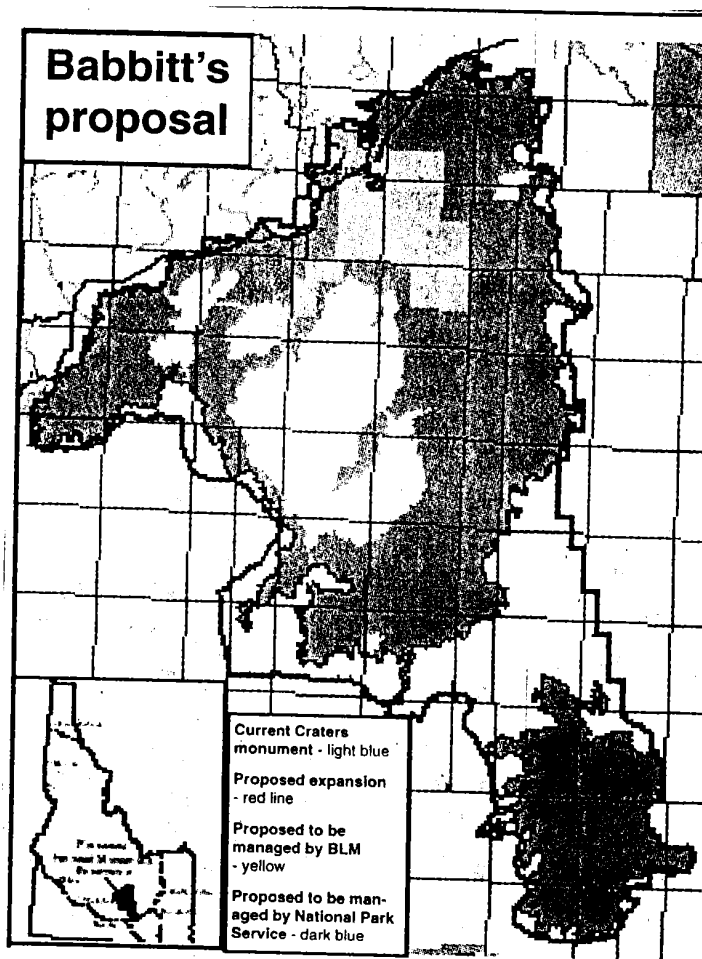 Babbitt's
proposal
Current Craters
monument - light blue
Proposed expansion
- red line
Proposed to be
managed by BLM
- yellow
Proposed to be man-
aged by National Park
Service - dark blue